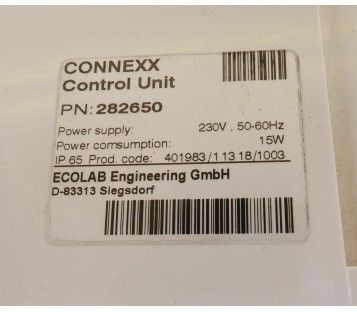 CONNEXX
Control Unit
PN: 282650
Power supply: 230V . 50-60Hz
Power comsumption: 15W
IP 65 Prod. code: 401983/1 13 18/1003
ECOLAB Engineering GmbH
D-83313 Siegsdorf